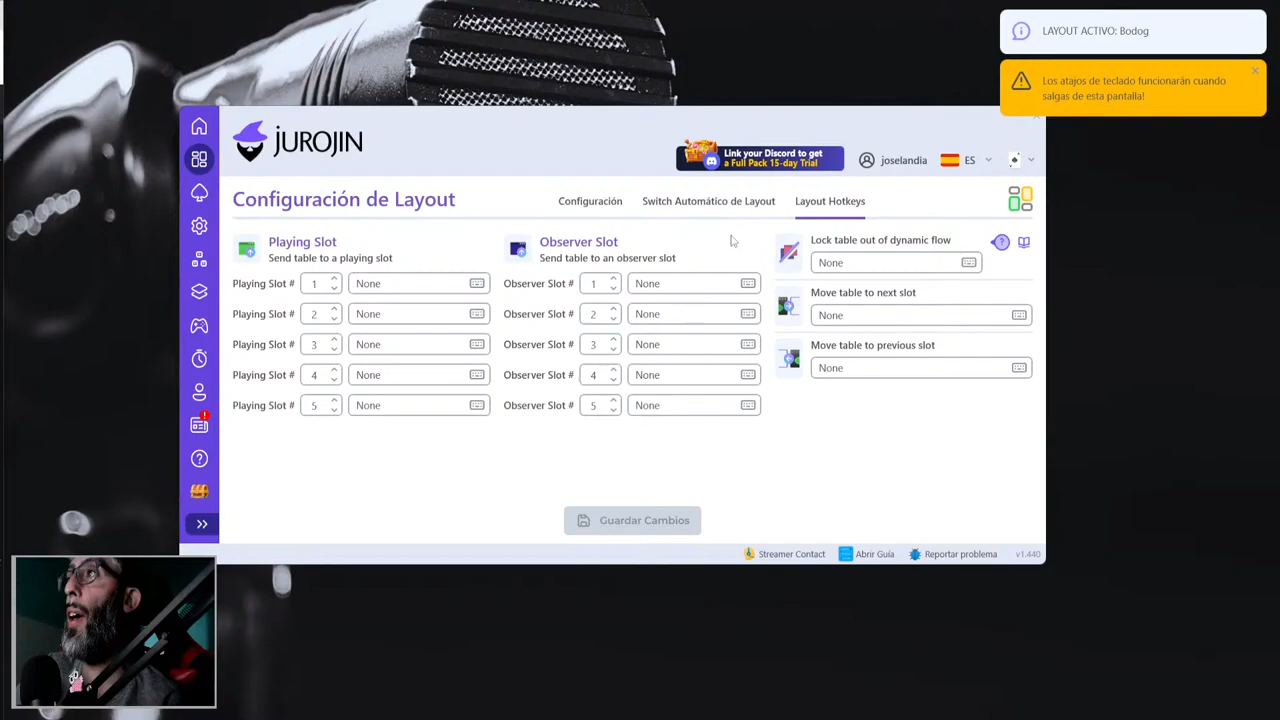 LAYOUT ACTIVO: Bodog
Los atajos de teclado funcionarán cuando
salgas de esta pantalla!
JUROJIN
Link your Discord to get
a Full Pack 15-day Trial
joselandia
ES
Configuración de Layout
Configuración
Switch Automático de Layout
Layout Hotkeys
Playing Slot
Send table to a playing slot
Playing Slot # 1 None
Playing Slot # 2 None
Playing Slot # 3 None
Playing Slot # 4 None
Playing Slot # 5 None
Observer Slot
Send table to an observer slot
Observer Slot # 1 None
Observer Slot # 2 None
Observer Slot # 3 None
Observer Slot # 4 None
Observer Slot # 5 None
Lock table out of dynamic flow
None
Move table to next slot
None
Move table to previous slot
None
Guardar Cambios
Streamer Contact
Abrir Guía
Reportar problema
v1.440